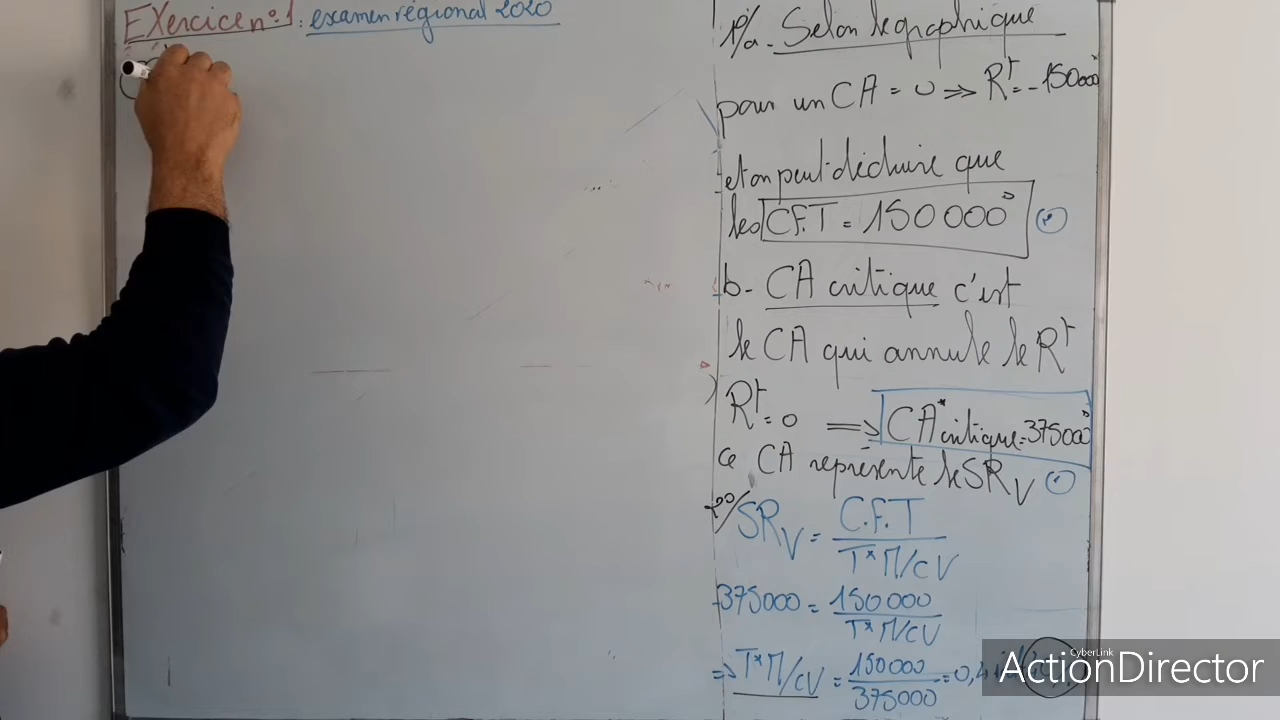 EXercice n°1 : examen régional 2020
1°/a - Selon le graphique
pour un CA = 0 => Rt = -150000
et on peut déduire que
les CF.T = 150 000
b - CA critique c'est
le CA qui annule le Rt
Rt = 0 => CA* critique = 375000
ce CA représente le SRV
2°/ SRV = C.F.T
T*M/CV
375000 = 150 000
T*M/CV
=> T*M/CV = 150000 = 0,4
375000
CyberLink
ActionDirector